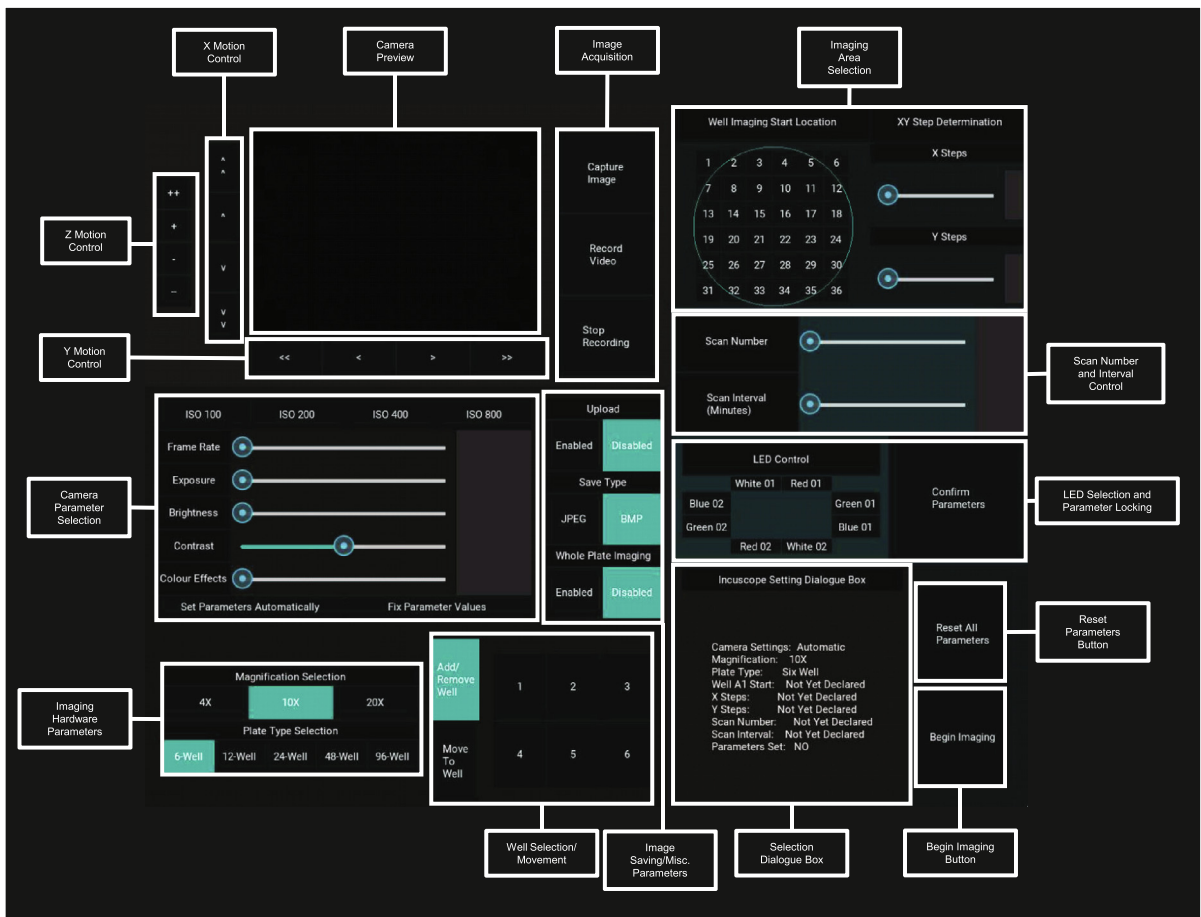 X Motion
Control
Camera
Preview
Image
Acquisition
Imaging
Area
Selection
Z Motion
Control
++
+
-
--
^
^
^
v
v
v
Y Motion
Control
<<
<
>
>>
Capture
Image
Record
Video
Stop
Recording
Well Imaging Start Location
1 2 3 4 5 6
7 8 9 10 11 12
13 14 15 16 17 18
19 20 21 22 23 24
25 26 27 28 29 30
31 32 33 34 35 36
XY Step Determination
X Steps
Y Steps
Scan Number
Scan Interval
(Minutes)
Scan Number
and Interval
Control
Camera
Parameter
Selection
ISO 100 ISO 200 ISO 400 ISO 800
Frame Rate
Exposure
Brightness
Contrast
Colour Effects
Set Parameters Automatically Fix Parameter Values
Upload
Enabled Disabled
Save Type
JPEG BMP
Whole Plate Imaging
Enabled Disabled
LED Control
White 01 Red 01
Blue 02 Green 01
Green 02 Blue 01
Red 02 White 02
Confirm
Parameters
LED Selection and
Parameter Locking
Imaging
Hardware
Parameters
Magnification Selection
4X 10X 20X
Plate Type Selection
6-Well 12-Well 24-Well 48-Well 96-Well
Add/
Remove
Well
Move
To
Well
1 2 3
4 5 6
Incuscope Setting Dialogue Box
Camera Settings: Automatic
Magnification: 10X
Plate Type: Six Well
Well A1 Start: Not Yet Declared
X Steps: Not Yet Declared
Y Steps: Not Yet Declared
Scan Number: Not Yet Declared
Scan Interval: Not Yet Declared
Parameters Set: NO
Reset All
Parameters
Reset
Parameters
Button
Begin Imaging
Well Selection/
Movement
Image
Saving/Misc.
Parameters
Selection
Dialogue Box
Begin Imaging
Button